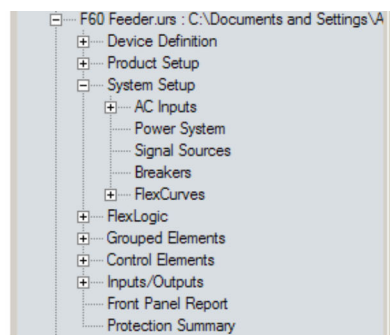 F60 Feeder.urs : C:\Documents and Settings\A
Device Definition
Product Setup
System Setup
AC Inputs
Power System
Signal Sources
Breakers
FlexCurves
FlexLogic
Grouped Elements
Control Elements
Inputs/Outputs
Front Panel Report
Protection Summary